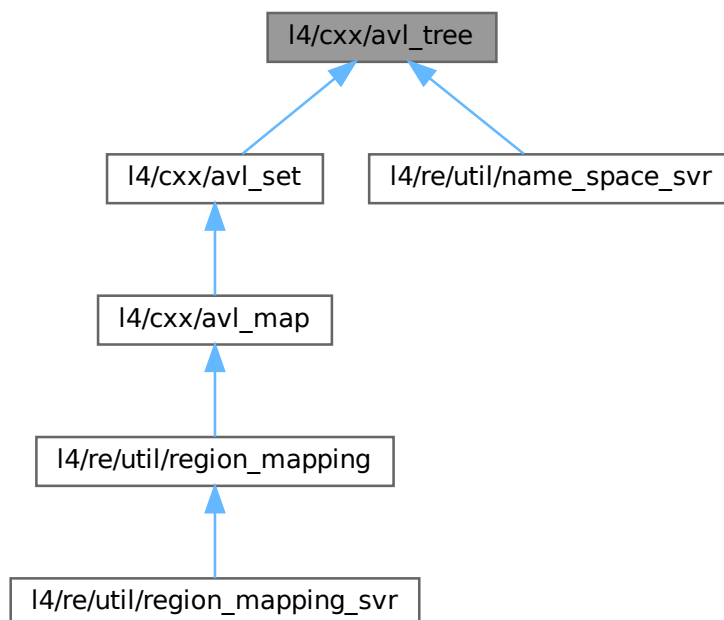 l4/cxx/avl_tree
l4/cxx/avl_set
l4/re/util/name_space_svr
l4/cxx/avl_map
l4/re/util/region_mapping
l4/re/util/region_mapping_svr